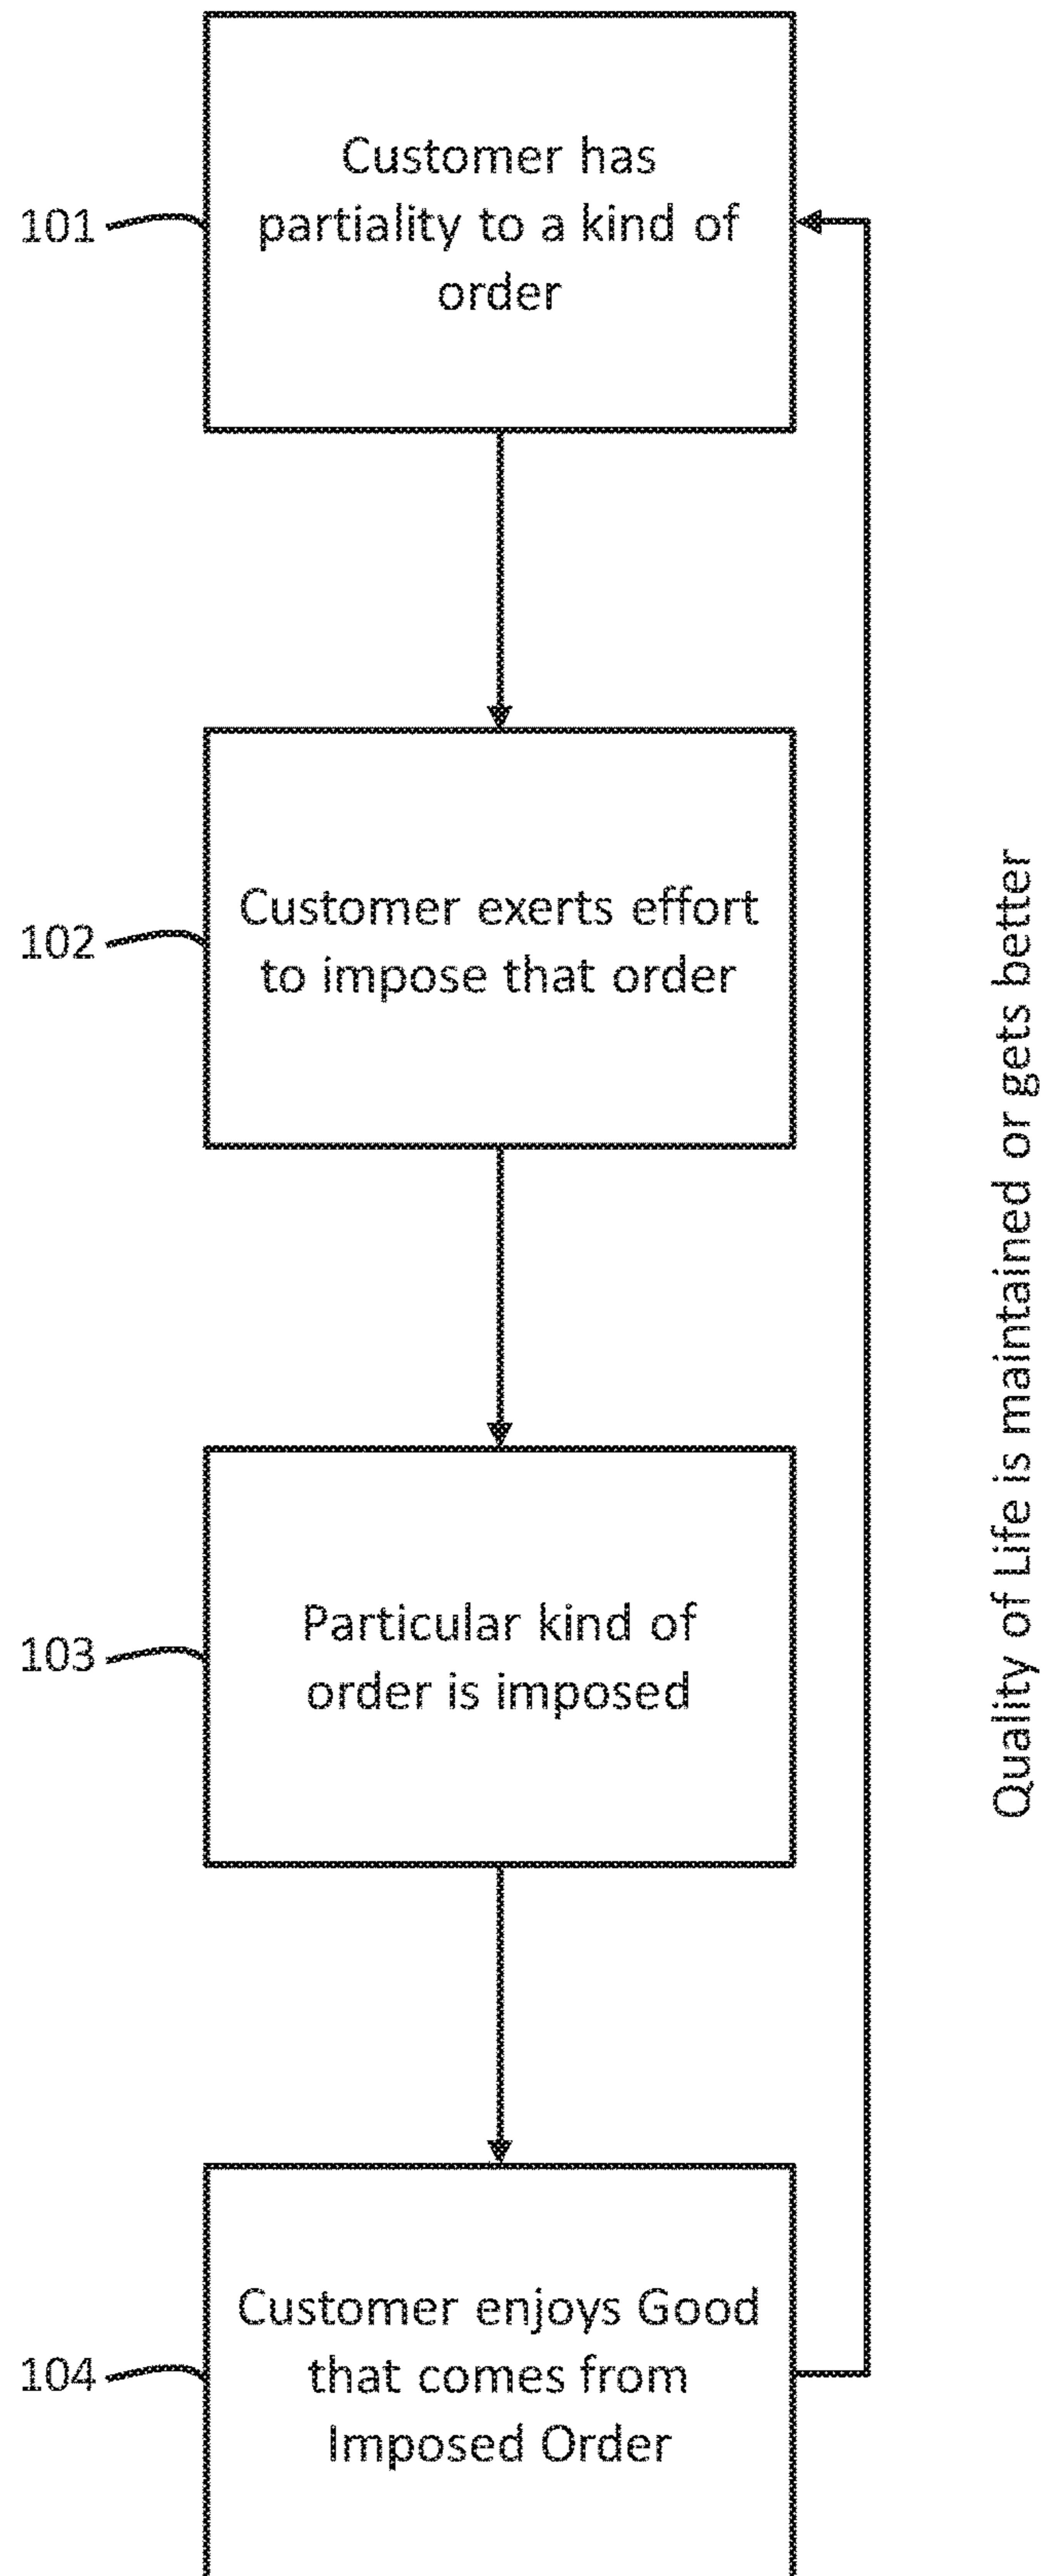 Customer has
partiality to a kind of
order
101
Customer exerts effort
to impose that order
102
Particular kind of
order is imposed
103
Customer enjoys Good
that comes from
Imposed Order
104
Quality of Life is maintained or gets better